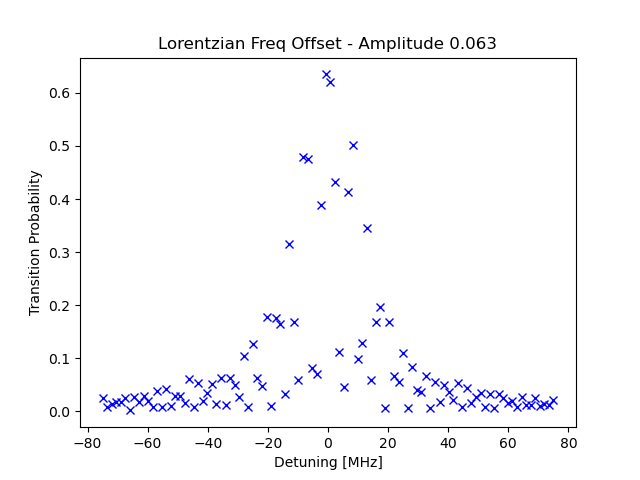 Lorentzian Freq Offset - Amplitude 0.063
Transition Probability
0.6
0.5
0.4
0.3
0.2
0.1
0.0
−80 −60 −40 −20 0 20 40 60 80
Detuning [MHz]